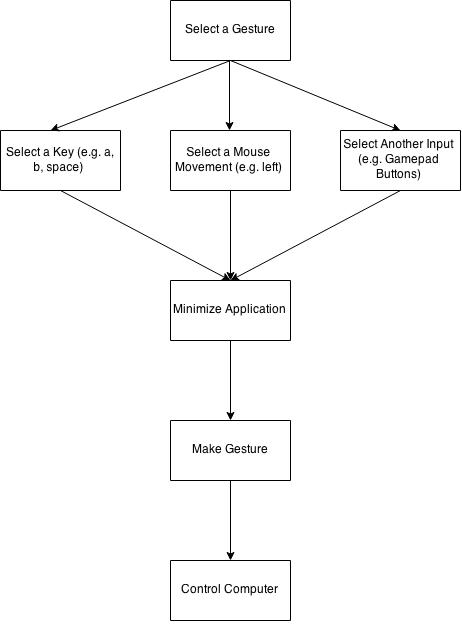 Select a Gesture
Select a Key (e.g. a,
b, space)
Select a Mouse
Movement (e.g. left)
Select Another Input
(e.g. Gamepad
Buttons)
Minimize Application
Make Gesture
Control Computer